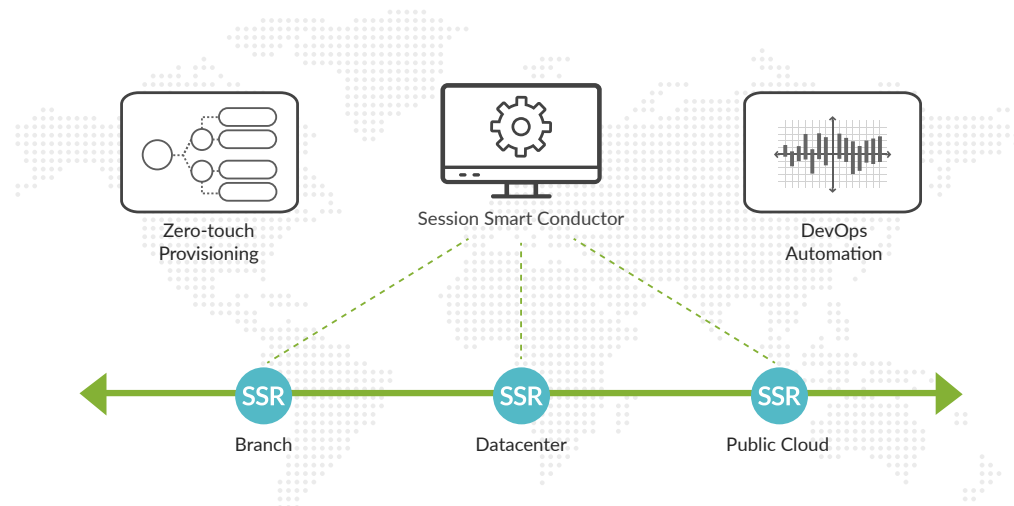 Session Smart Conductor
Zero-touch
Provisioning
DevOps
Automation
SSR
SSR
SSR
Branch
Datacenter
Public Cloud